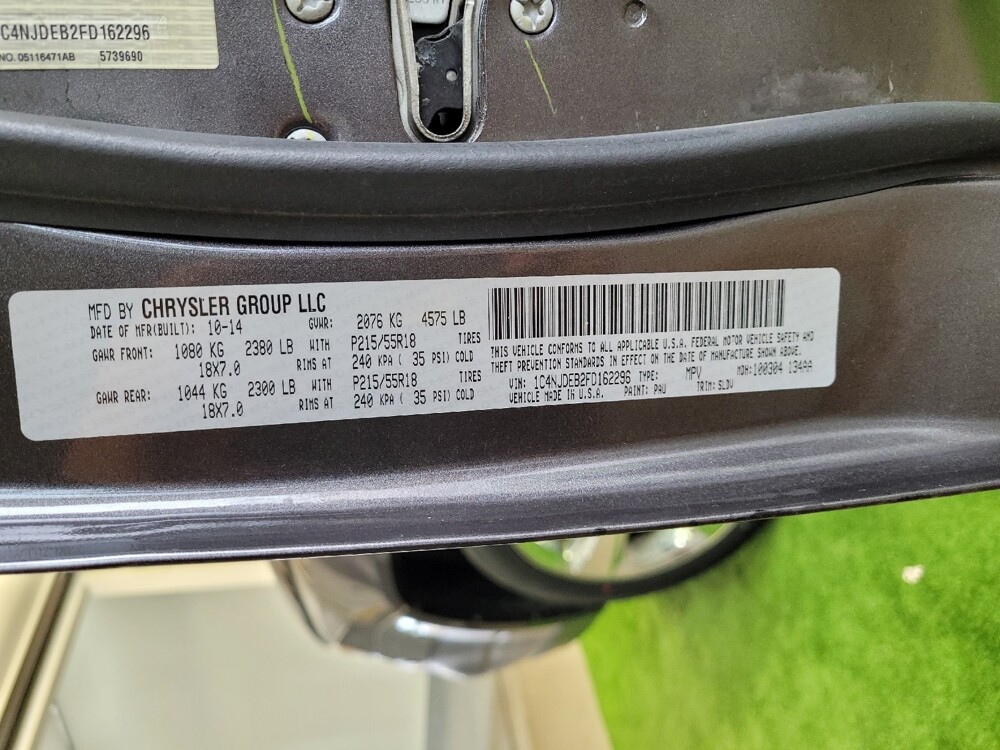 C4NJDEB2FD162296
NO. 05116471AB 5739690
MFD BY CHRYSLER GROUP LLC
DATE OF MFR(BUILT): 10-14 GVWR: 2076 KG 4575 LB
GAWR FRONT: 1080 KG 2380 LB WITH P215/55R18 TIRES
18X7.0 RIMS AT 240 KPA ( 35 PSI) COLD
GAWR REAR: 1044 KG 2300 LB WITH P215/55R18 TIRES
18X7.0 RIMS AT 240 KPA ( 35 PSI) COLD
THIS VEHICLE CONFORMS TO ALL APPLICABLE U.S.A. FEDERAL MOTOR VEHICLE SAFETY AND
THEFT PREVENTION STANDARDS IN EFFECT ON THE DATE OF MANUFACTURE SHOWN ABOVE.
VIN: 1C4NJDEB2FD162296 TYPE: MPV MDH:100304 134AA
VEHICLE MADE IN U.S.A. PAINT: PAU TRIM: SLDV